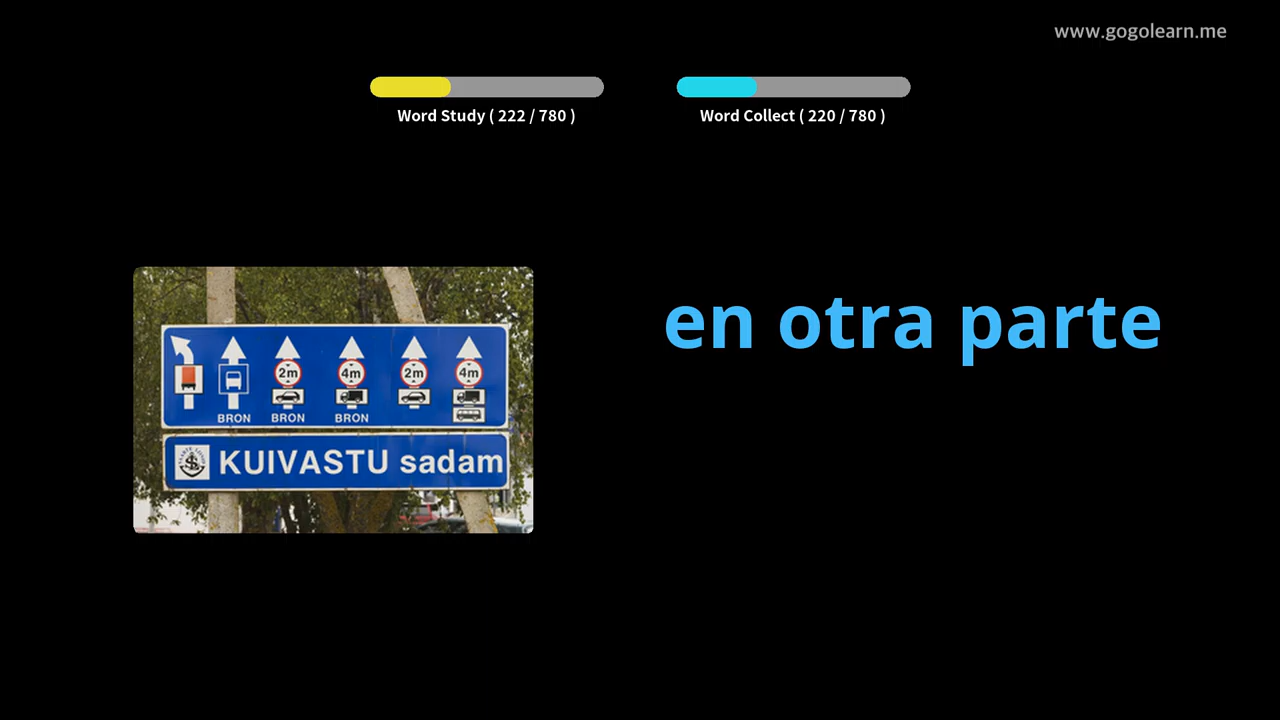 www.gogolearn.me
Word Study ( 222 / 780 )
Word Collect ( 220 / 780 )
en otra parte
2m
4m
2m
4m
BRON
BRON
BRON
KUIVASTU sadam